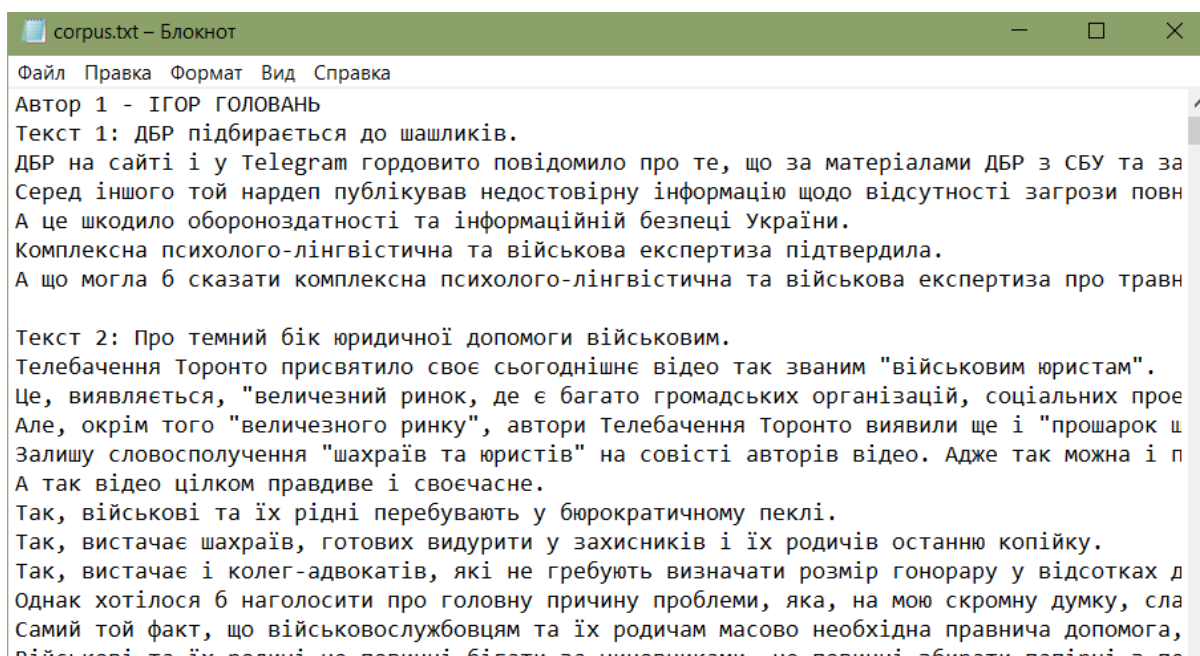 corpus.txt – Блокнот
Файл Правка Формат Вид Справка
Автор 1 - ІГОР ГОЛОВАНЬ
Текст 1: ДБР підбирається до шашликів.
ДБР на сайті і у Telegram гордовито повідомило про те, що за матеріалами ДБР з СБУ та за
Серед іншого той нардеп публікував недостовірну інформацію щодо відсутності загрози повн
А це шкодило обороноздатності та інформаційній безпеці України.
Комплексна психолого-лінгвістична та військова експертиза підтвердила.
А що могла б сказати комплексна психолого-лінгвістична та військова експертиза про травн
Текст 2: Про темний бік юридичної допомоги військовим.
Телебачення Торонто присвятило своє сьогоднішнє відео так званим "військовим юристам".
Це, виявляється, "величезний ринок, де є багато громадських організацій, соціальних прое
Але, окрім того "величезного ринку", автори Телебачення Торонто виявили ще і "прошарок ш
Залишу словосполучення "шахраїв та юристів" на совісті авторів відео. Адже так можна і п
А так відео цілком правдиве і своєчасне.
Так, військові та їх рідні перебувають у бюрократичному пеклі.
Так, вистачає шахраїв, готових видурити у захисників і їх родичів останню копійку.
Так, вистачає і колег-адвокатів, які не гребують визначати розмір гонорару у відсотках д
Однак хотілося б наголосити про головну причину проблеми, яка, на мою скромну думку, сла
Самий той факт, що військовослужбовцям та їх родичам масово необхідна правнича допомога,